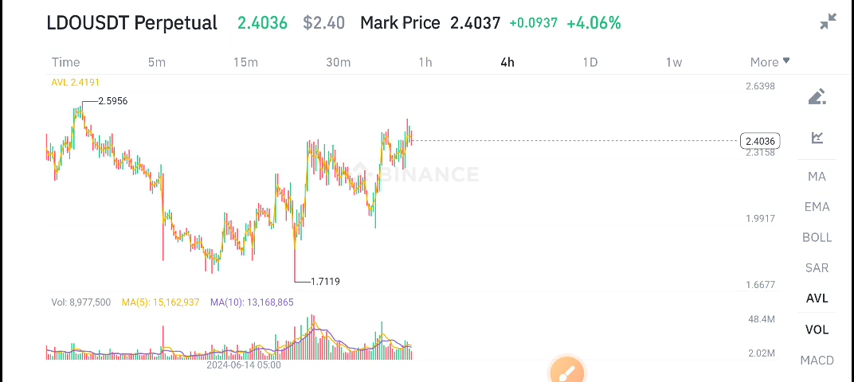 LDOUSDT Perpetual 2.4036 $2.40 Mark Price 2.4037 +0.0937 +4.06%
Time 5m 15m 30m 1h 4h 1D 1w More
AVL 2.4191
2.6398
2.5956
2.4036
2.3158
BINANCE
MA
EMA
1.9917
BOLL
SAR
1.7119
1.6677
Vol: 8,977,500 MA(5): 15,162,937 MA(10): 13,168,865
AVL
48.4M
VOL
2.02M
MACD
2024-06-14 05:00